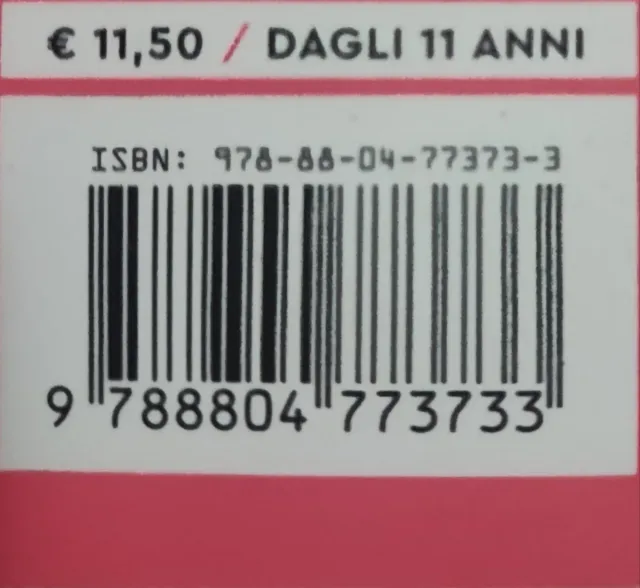 € 11,50 / DAGLI 11 ANNI
ISBN: 978-88-04-77373-3
9 788804 773733